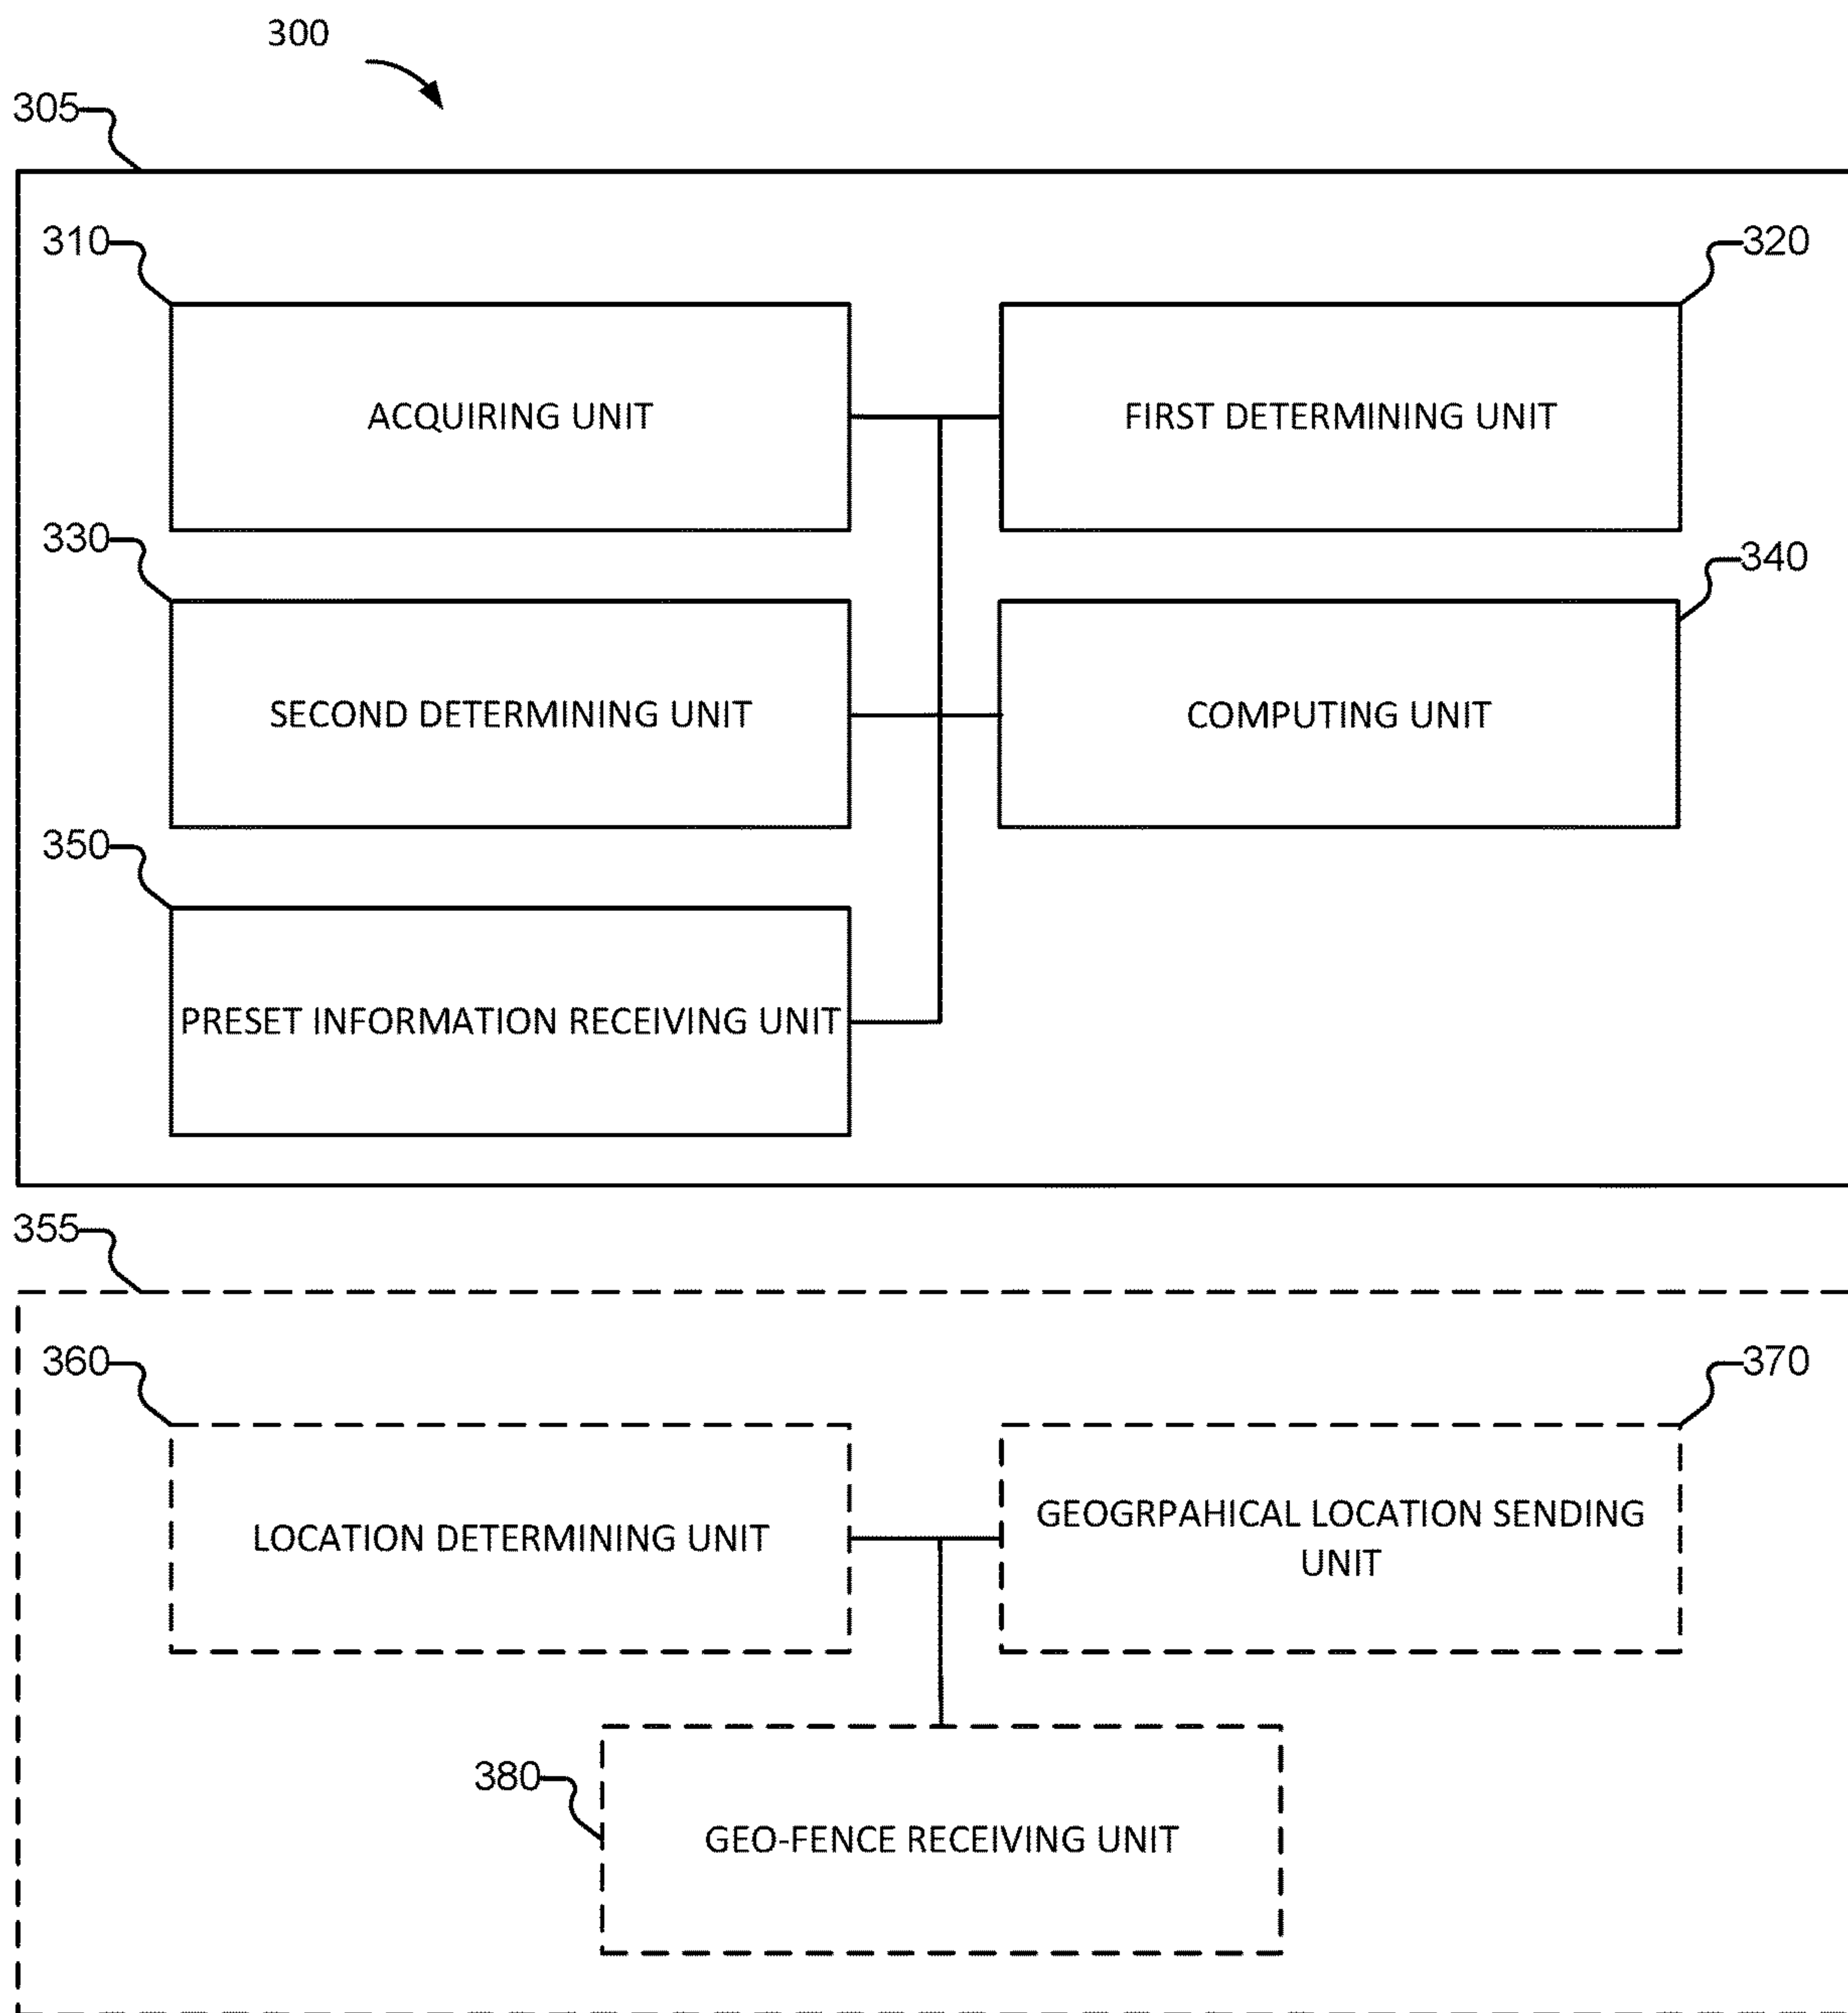 300
305
310
320
ACQUIRING UNIT
FIRST DETERMINING UNIT
330
340
SECOND DETERMINING UNIT
COMPUTING UNIT
350
PRESET INFORMATION RECEIVING UNIT
355
360
370
LOCATION DETERMINING UNIT
GEOGRPAHICAL LOCATION SENDING
UNIT
380
GEO-FENCE RECEIVING UNIT